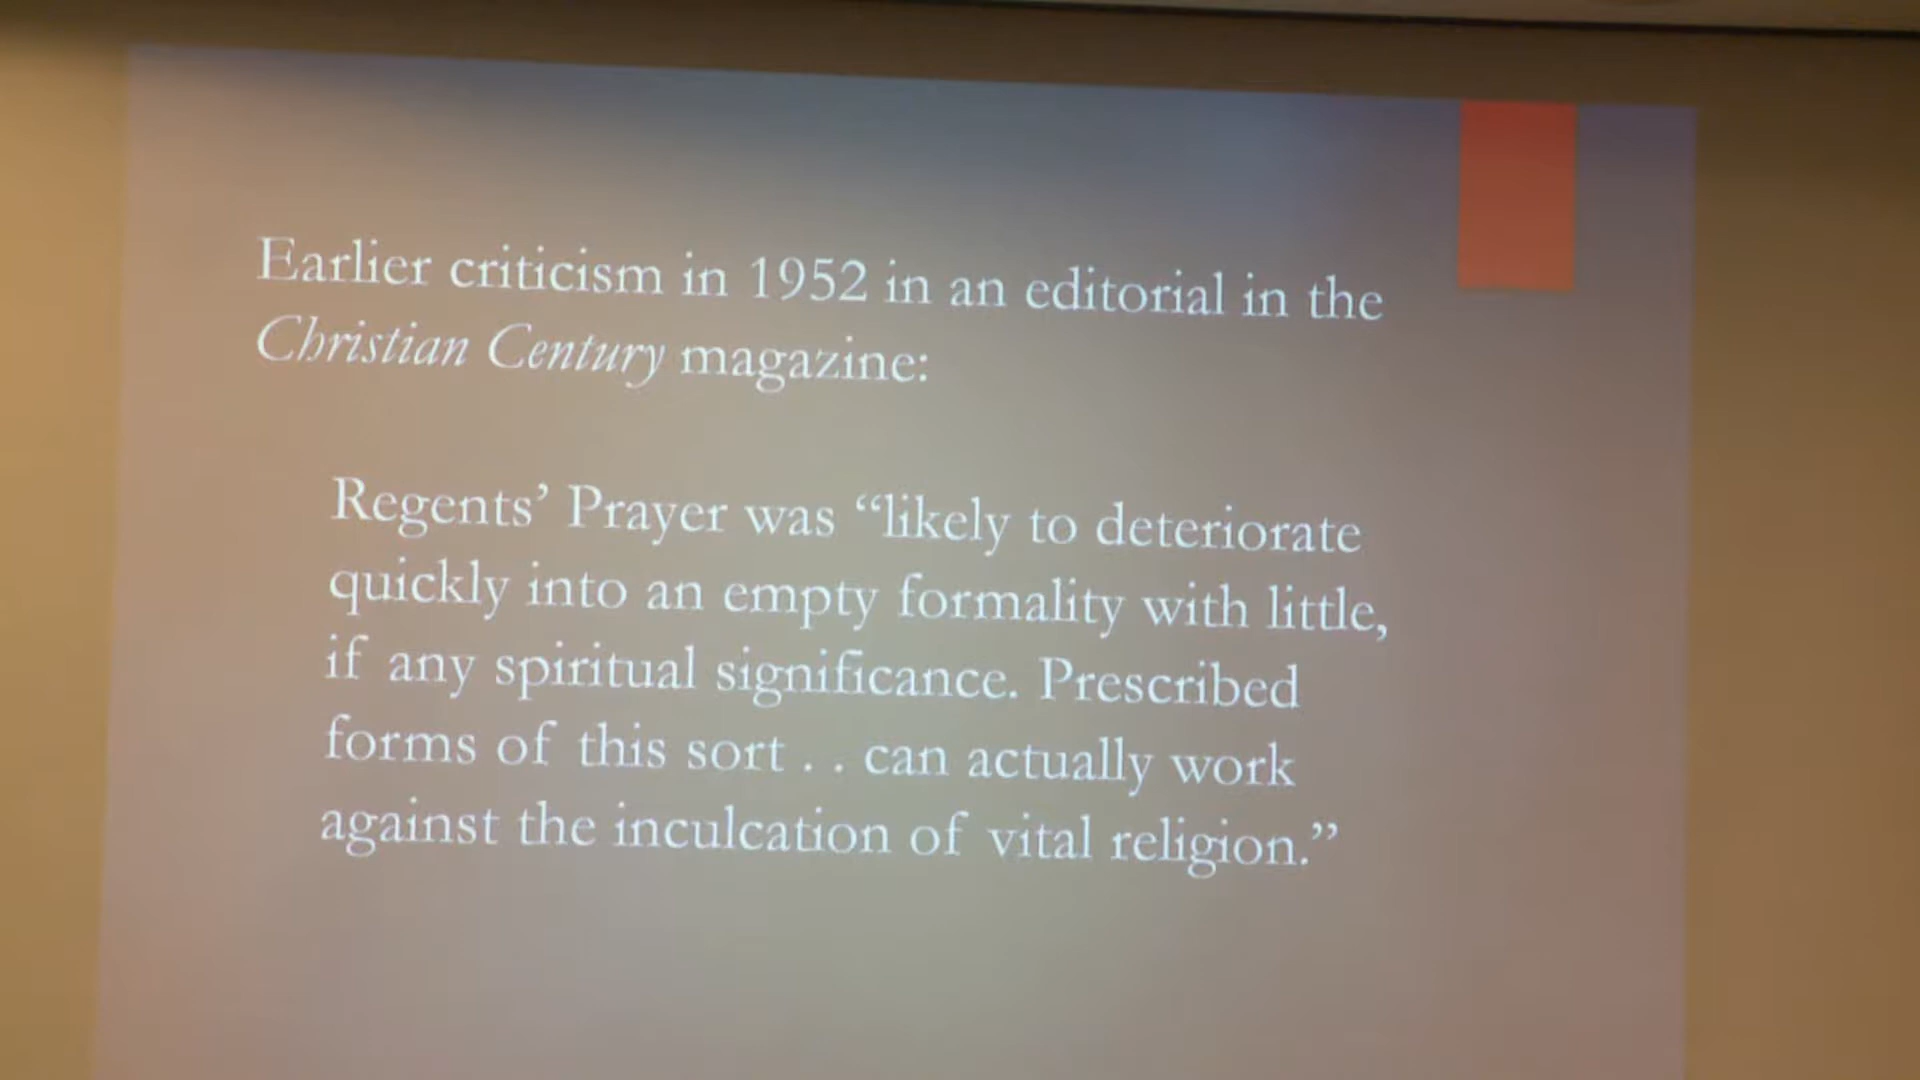 Earlier criticism in 1952 in an editorial in the
Christian Century magazine:
Regents’ Prayer was “likely to deteriorate
quickly into an empty formality with little,
if any spiritual significance. Prescribed
forms of this sort . . can actually work
against the inculcation of vital religion.”